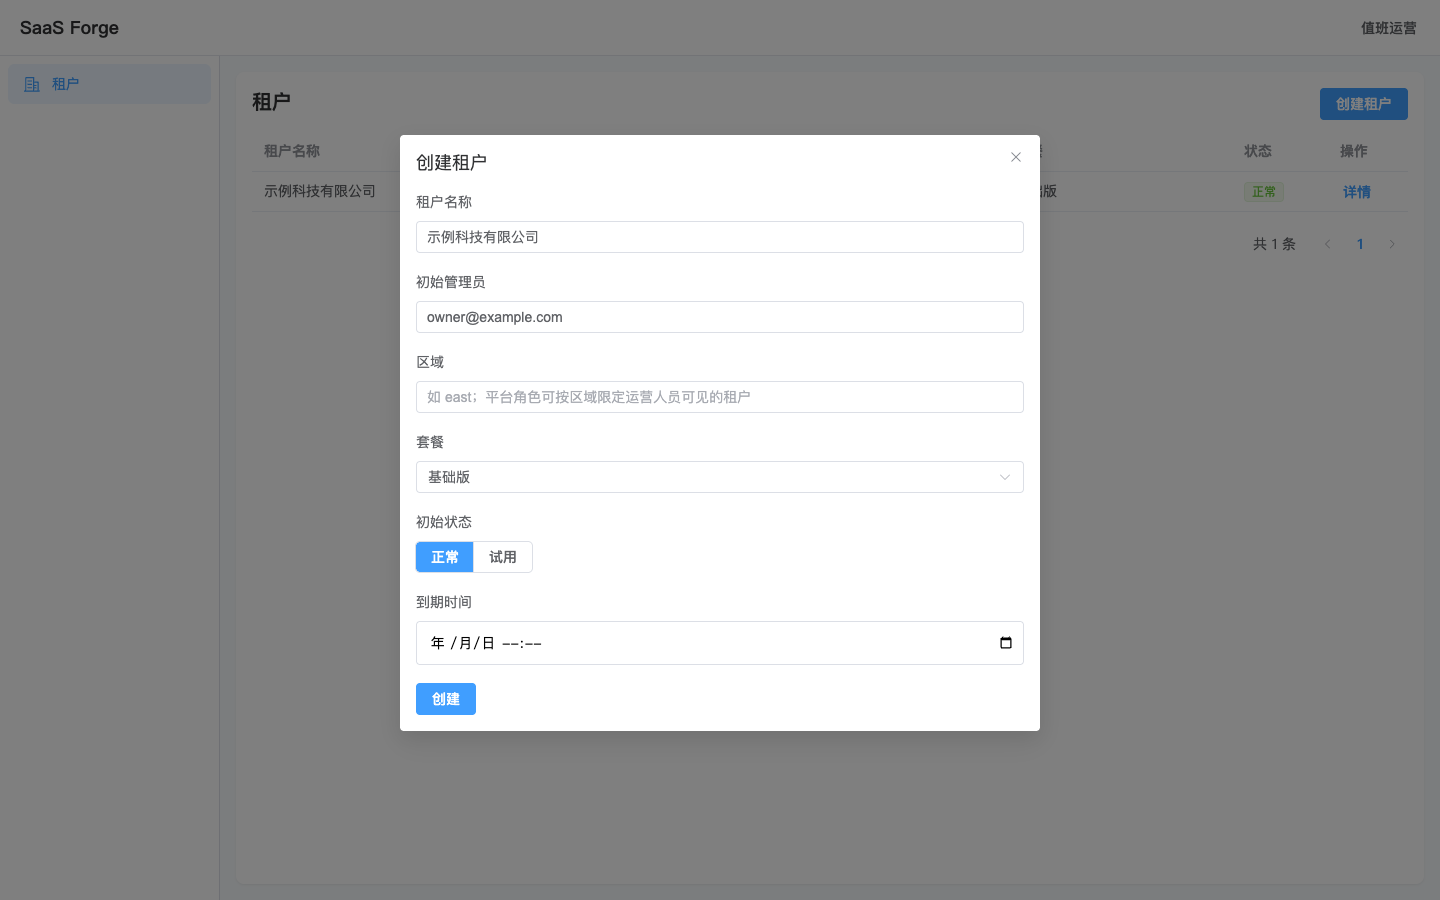 SaaS Forge
值班运营
租户
租户
创建租户
租户名称
状态
操作
示例科技有限公司
版
正常
详情
共 1 条
1
创建租户
租户名称
示例科技有限公司
初始管理员
owner@example.com
区域
如 east；平台角色可按区域限定运营人员可见的租户
套餐
基础版
初始状态
正常
试用
到期时间
年 /月/日 --:--
创建